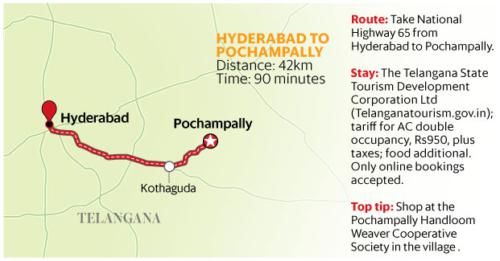 HYDERABAD TO
POCHAMPALLY
Distance: 42km
Time: 90 minutes
Hyderabad
Pochampally
Kothaguda
TELANGANA
Route: Take National
Highway 65 from
Hyderabad to Pochampally.
Stay: The Telangana State
Tourism Development
Corporation Ltd
(Telanganatourism.gov.in);
tariff for AC double
occupancy, Rs950, plus
taxes; food additional.
Only online bookings
accepted.
Top tip: Shop at the
Pochampally Handloom
Weaver Cooperative
Society in the village .